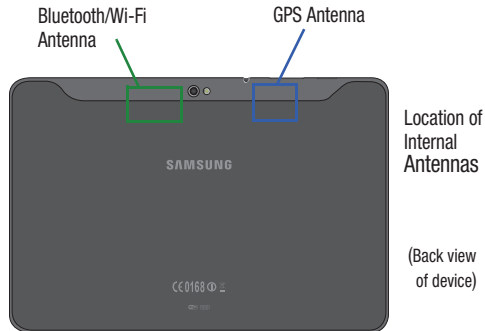 Bluetooth/Wi-Fi
Antenna
GPS Antenna
Location of
Internal
Antennas
SAMSUNG
(Back view
of device)
CE0168